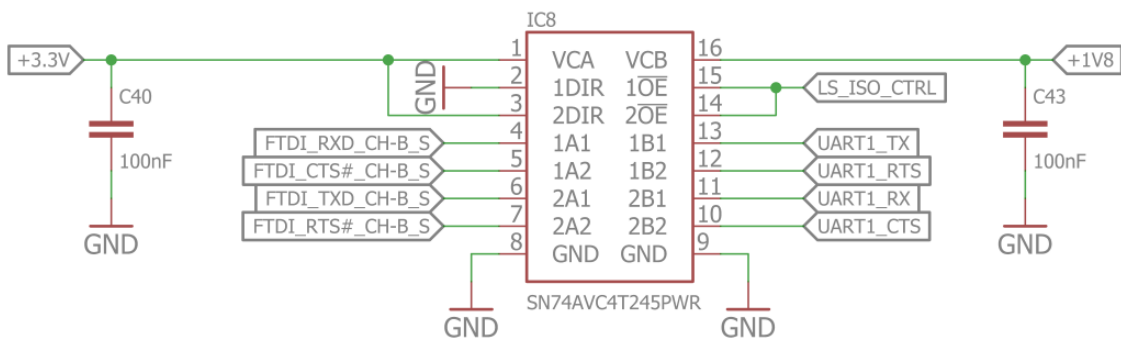 IC8
+3.3V
1
VCA
VCB
16
+1V8
2
1DIR
1OE
15
LS_ISO_CTRL
GND
C40
3
2DIR
2OE
14
C43
FTDI_RXD_CH-B_S
4
1A1
1B1
13
UART1_TX
100nF
FTDI_CTS#_CH-B_S
5
1A2
1B2
12
UART1_RTS
100nF
FTDI_TXD_CH-B_S
6
2A1
2B1
11
UART1_RX
FTDI_RTS#_CH-B_S
7
2A2
2B2
10
UART1_CTS
GND
8
GND
GND
9
GND
SN74AVC4T245PWR
GND
GND